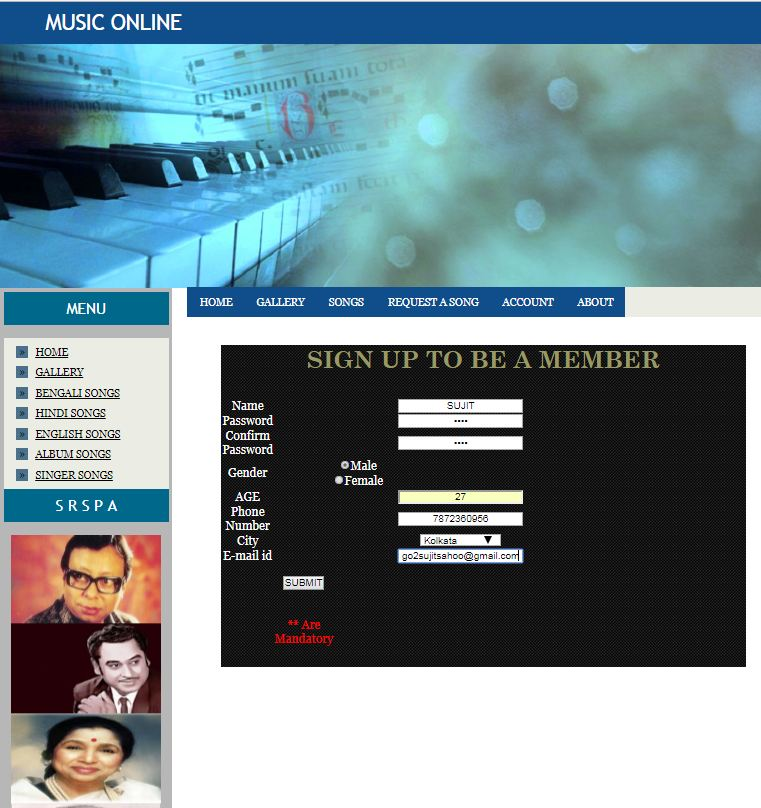 MUSIC ONLINE
HOME GALLERY SONGS REQUEST A SONG ACCOUNT ABOUT
MENU
» HOME
» GALLERY
» BENGALI SONGS
» HINDI SONGS
» ENGLISH SONGS
» ALBUM SONGS
» SINGER SONGS
S R S P A
SIGN UP TO BE A MEMBER
Name SUJIT
Password ••••
Confirm
Password ••••
Gender Male
Female
AGE 27
Phone
Number 7872360956
City Kolkata
E-mail id go2sujitsahoo@gmail.com
SUBMIT
** Are
Mandatory